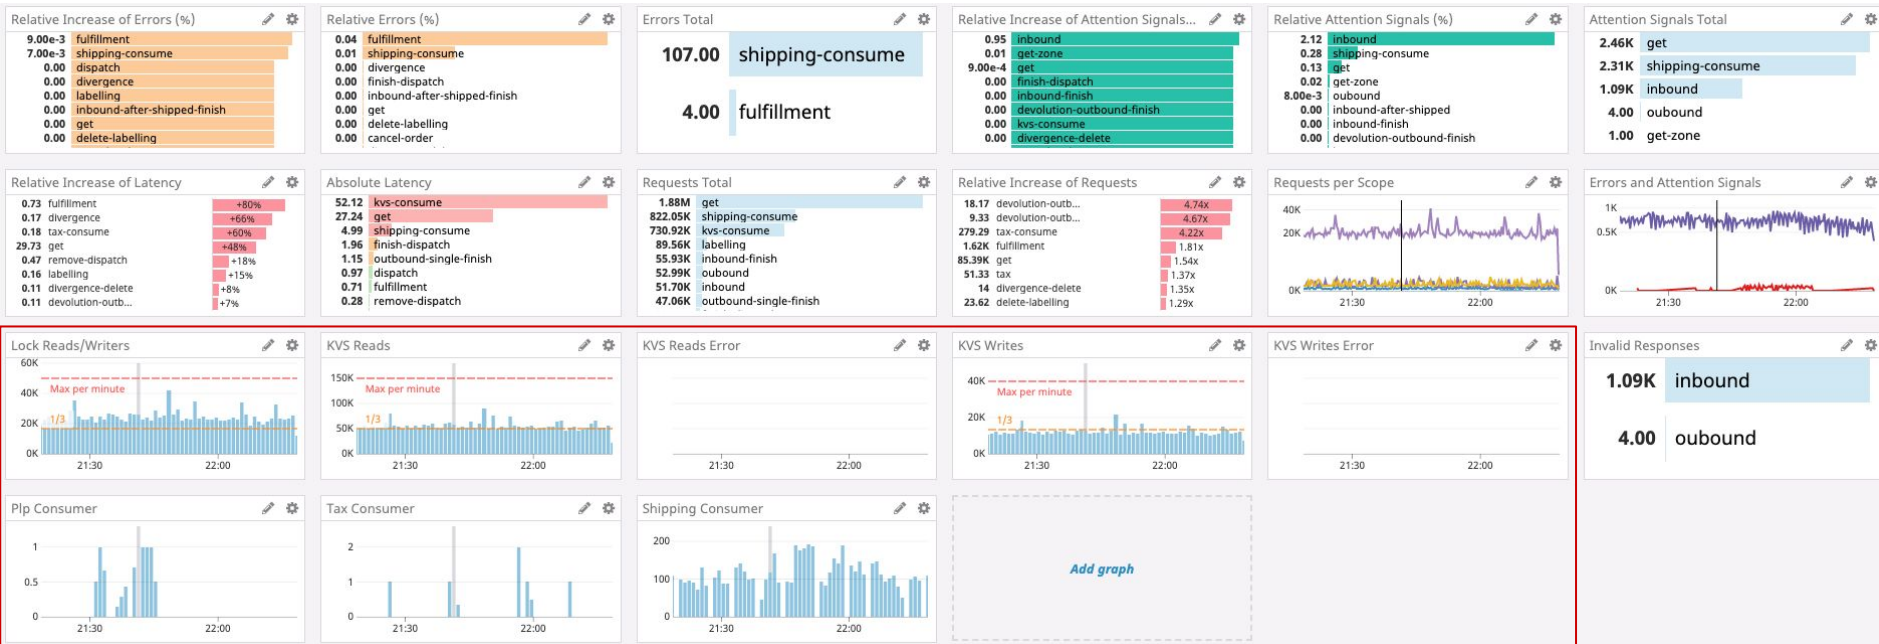 Relative Increase of Errors (%)
9.00e-3 fulfillment
7.00e-3 shipping-consume
0.00 dispatch
0.00 divergence
0.00 labelling
0.00 inbound-after-shipped-finish
0.00 get
0.00 delete-labelling
Relative Errors (%)
0.04 fulfillment
0.01 shipping-consume
0.00 divergence
0.00 finish-dispatch
0.00 inbound-after-shipped-finish
0.00 get
0.00 delete-labelling
0.00 cancel-order
Errors Total
107.00 shipping-consume
4.00 fulfillment
Relative Increase of Attention Signals...
0.95 inbound
0.01 get-zone
9.00e-4 get
0.00 finish-dispatch
0.00 inbound-finish
0.00 devolution-outbound-finish
0.00 kvs-consume
0.00 divergence-delete
Relative Attention Signals (%)
2.12 inbound
0.28 shipping-consume
0.13 get
0.02 get-zone
8.00e-3 oubound
0.00 inbound-after-shipped
0.00 inbound-finish
0.00 devolution-outbound-finish
Attention Signals Total
2.46K get
2.31K shipping-consume
1.09K inbound
4.00 oubound
1.00 get-zone
Relative Increase of Latency
0.73 fulfillment +80%
0.17 divergence +66%
0.18 tax-consume +60%
29.73 get +48%
0.47 remove-dispatch +18%
0.16 labelling +15%
0.11 divergence-delete +8%
0.11 devolution-outb... +7%
Absolute Latency
52.12 kvs-consume
27.24 get
4.99 shipping-consume
1.96 finish-dispatch
1.15 outbound-single-finish
0.97 dispatch
0.71 fulfillment
0.28 remove-dispatch
Requests Total
1.88M get
822.05K shipping-consume
730.92K kvs-consume
89.56K labelling
55.93K inbound-finish
52.99K oubound
51.70K inbound
47.06K outbound-single-finish
Relative Increase of Requests
18.17 devolution-outb... 4.74x
9.33 devolution-outb... 4.67x
279.29 tax-consume 4.22x
1.62K fulfillment 1.81x
85.39K get 1.54x
51.33 tax 1.37x
14 divergence-delete 1.35x
23.62 delete-labelling 1.29x
Requests per Scope
40K
20K
0K
21:30 22:00
Errors and Attention Signals
1K
0.5K
0K
21:30 22:00
Lock Reads/Writers
60K
Max per minute
40K
1/3
20K
0K
21:30 22:00
KVS Reads
150K
Max per minute
100K
1/3
50K
0K
21:30 22:00
KVS Reads Error
21:30 22:00
KVS Writes
40K
Max per minute
20K
1/3
0K
21:30 22:00
KVS Writes Error
21:30 22:00
Invalid Responses
1.09K inbound
4.00 oubound
Plp Consumer
1
0.5
0
21:30 22:00
Tax Consumer
2
1
0
21:30 22:00
Shipping Consumer
200
100
0
21:30 22:00
Add graph